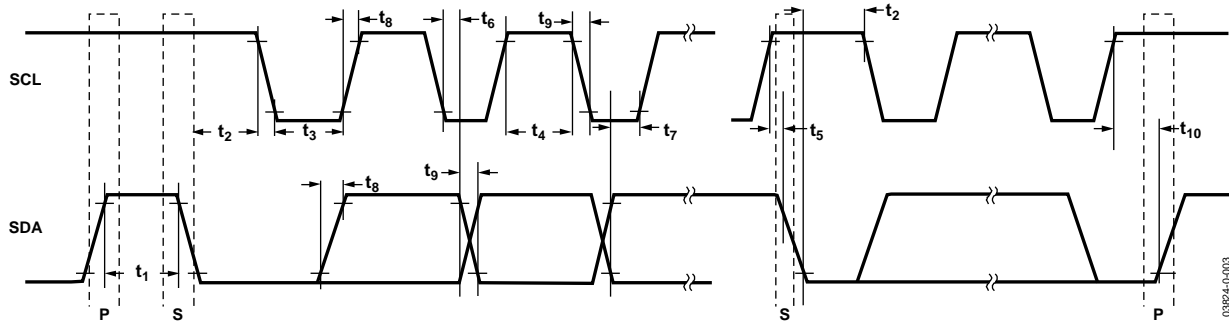 t8 t6 t9 t2
SCL
t2 t3 t4 t7 t5 t10
t8 t9
SDA
t1
P S S P
03824-0-003